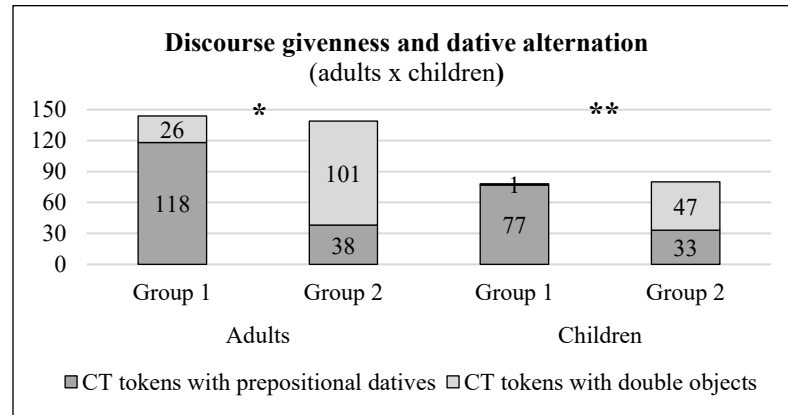 Discourse givenness and dative alternation
(adults x children)
150
120
90
60
30
0
*
**
26
118
101
38
1
77
47
33
Group 1
Group 2
Group 1
Group 2
Adults
Children
CT tokens with prepositional datives
CT tokens with double objects